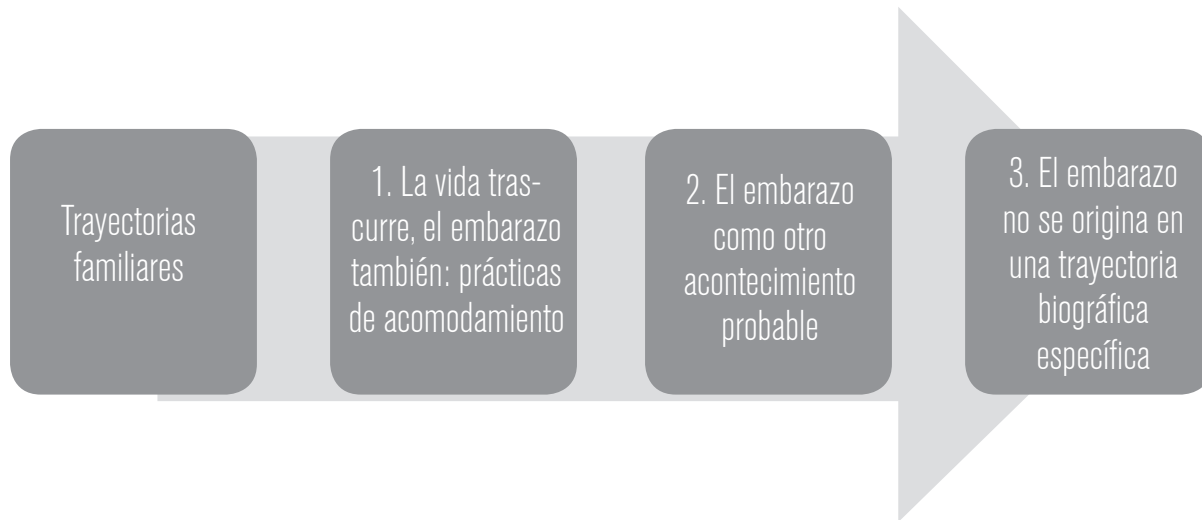 Trayectorias
familiares
1. La vida tras-
curre, el embarazo
también: prácticas
de acomodamiento
2. El embarazo
como otro
acontecimiento
probable
3. El embarazo
no se origina en
una trayectoria
biográfica
específica